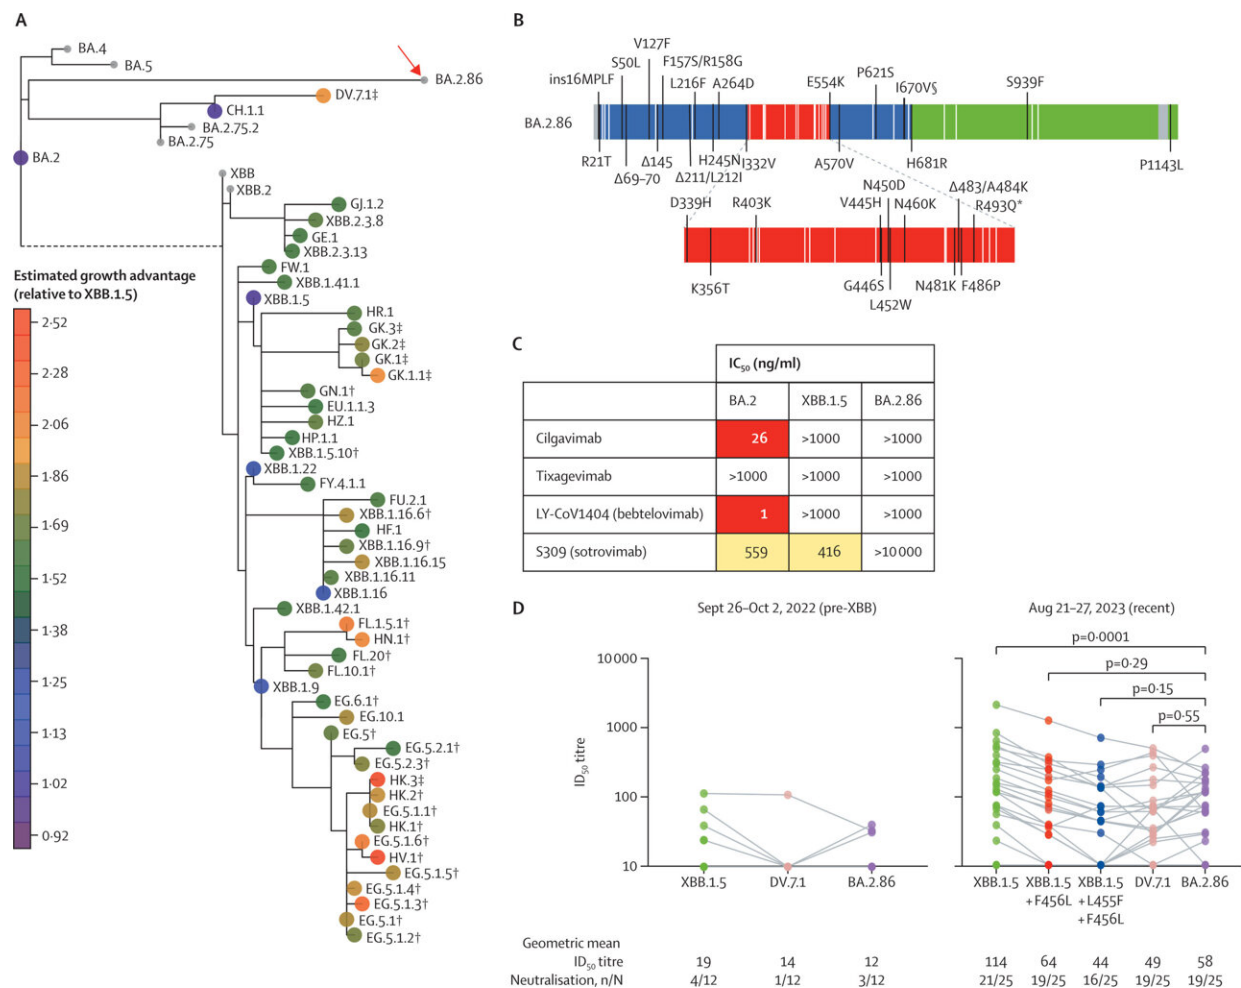 A
BA.4
BA.5
BA.2.86
DV.7.1‡
CH.1.1
BA.2.75.2
BA.2.75
BA.2
XBB
XBB.2
GJ.1.2
XBB.2.3.8
GE.1
XBB.2.3.13
FW.1
XBB.1.41.1
XBB.1.5
HR.1
GK.3‡
GK.2‡
GK.1‡
GK.1.1‡
GN.1†
EU.1.1.3
HZ.1
HP.1.1
XBB.1.5.10†
XBB.1.22
FY.4.1.1
FU.2.1
XBB.1.16.6†
HF.1
XBB.1.16.9†
XBB.1.16.15
XBB.1.16.11
XBB.1.16
XBB.1.42.1
FL.1.5.1†
HN.1†
FL.20†
FL.10.1†
XBB.1.9
EG.6.1†
EG.10.1
EG.5†
EG.5.2.1†
EG.5.2.3†
HK.3‡
HK.2†
EG.5.1.1†
HK.1†
EG.5.1.6†
HV.1†
EG.5.1.5†
EG.5.1.4†
EG.5.1.3†
EG.5.1†
EG.5.1.2†
Estimated growth advantage
(relative to XBB.1.5)
2·52
2·28
2·06
1·86
1·69
1·52
1·38
1·25
1·13
1·02
0·92
B
V127F
S50L F157S/R158G
ins16MPLF L216F A264D E554K P621S I670V§ S939F
BA.2.86
R21T Δ145 H245N I332V A570V H681R P1143L
Δ69–70 Δ211/L212I
N450D Δ483/A484K
D339H R403K V445H N460K R493Q*
K356T G446S N481K F486P
L452W
C
IC50 (ng/ml)
BA.2 XBB.1.5 BA.2.86
Cilgavimab 26 >1000 >1000
Tixagevimab >1000 >1000 >1000
LY-CoV1404 (bebtelovimab) 1 >1000 >1000
S309 (sotrovimab) 559 416 >10 000
D
Sept 26–Oct 2, 2022 (pre-XBB) Aug 21–27, 2023 (recent)
p=0·0001
p=0·29
p=0·15
p=0·55
ID50 titre
10 000
1000
100
10
XBB.1.5 DV.7.1 BA.2.86
XBB.1.5 XBB.1.5 XBB.1.5 DV.7.1 BA.2.86
+F456L +L455F
+F456L
Geometric mean
ID50 titre 19 14 12 114 64 44 49 58
Neutralisation, n/N 4/12 1/12 3/12 21/25 19/25 16/25 19/25 19/25